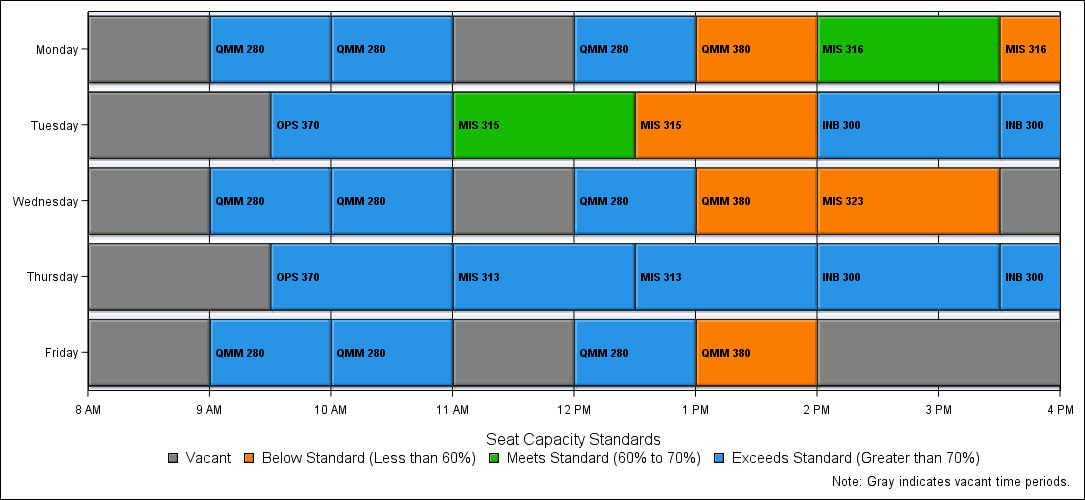 Monday QMM 280 QMM 280 QMM 280 QMM 380 MIS 316 MIS 316
Tuesday OPS 370 MIS 315 MIS 315 INB 300 INB 300
Wednesday QMM 280 QMM 280 QMM 280 QMM 380 MIS 323
Thursday OPS 370 MIS 313 MIS 313 INB 300 INB 300
Friday QMM 280 QMM 280 QMM 280 QMM 380
8 AM 9 AM 10 AM 11 AM 12 PM 1 PM 2 PM 3 PM 4 PM
Seat Capacity Standards
Vacant Below Standard (Less than 60%) Meets Standard (60% to 70%) Exceeds Standard (Greater than 70%)
Note: Gray indicates vacant time periods.